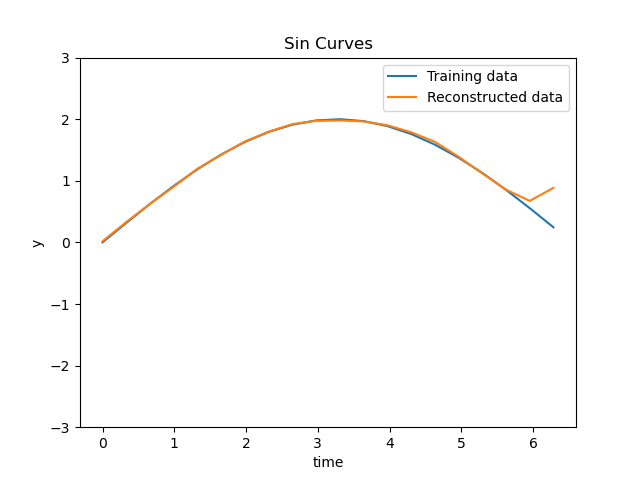 Sin Curves
Training data
Reconstructed data
3
2
1
0
−1
−2
−3
y
0 1 2 3 4 5 6
time